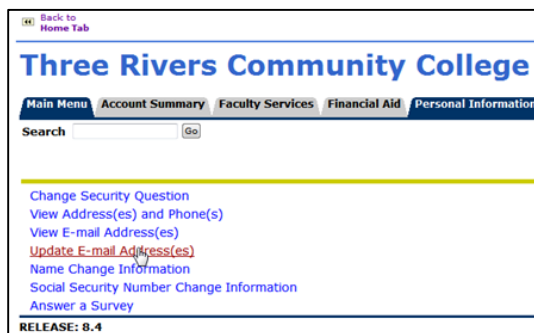 Back to
Home Tab
Three Rivers Community College
Main Menu Account Summary Faculty Services Financial Aid Personal Information
Search Go
Change Security Question
View Address(es) and Phone(s)
View E-mail Address(es)
Update E-mail Address(es)
Name Change Information
Social Security Number Change Information
Answer a Survey
RELEASE: 8.4